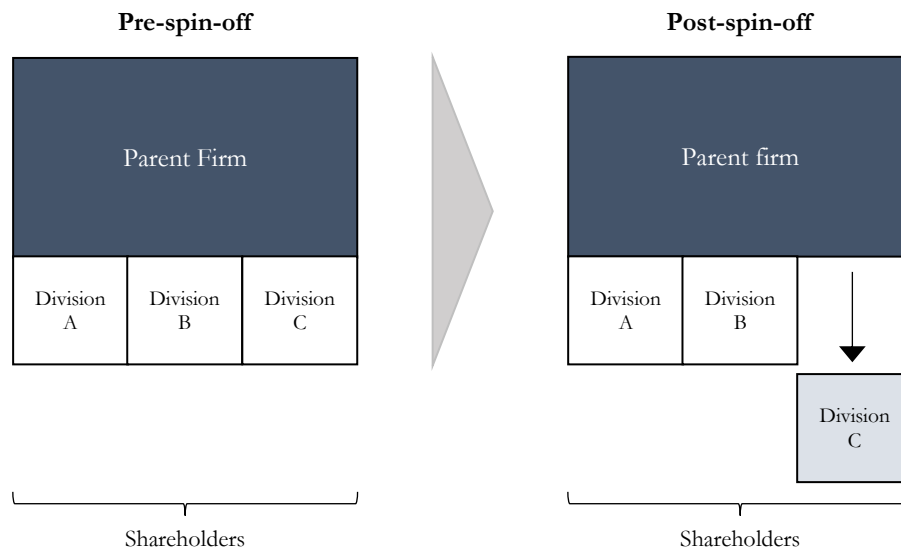 Pre-spin-off
Post-spin-off
Parent Firm
Parent firm
Division
A
Division
B
Division
C
Division
A
Division
B
Division
C
Shareholders
Shareholders